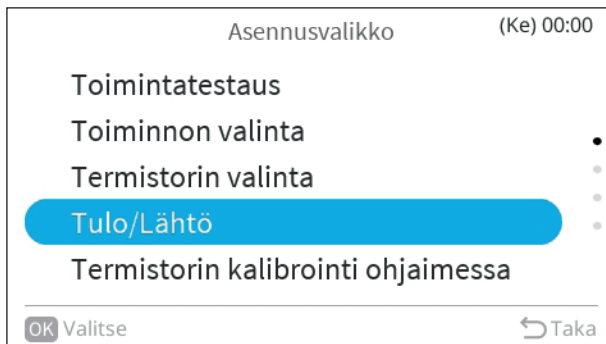 Asennusvalikko (Ke) 00:00
Toimintatestaus
Toiminnon valinta
Termistorin valinta
Tulo/Lähtö
Termistorin kalibrointi ohjaimessa
OK Valitse Taka